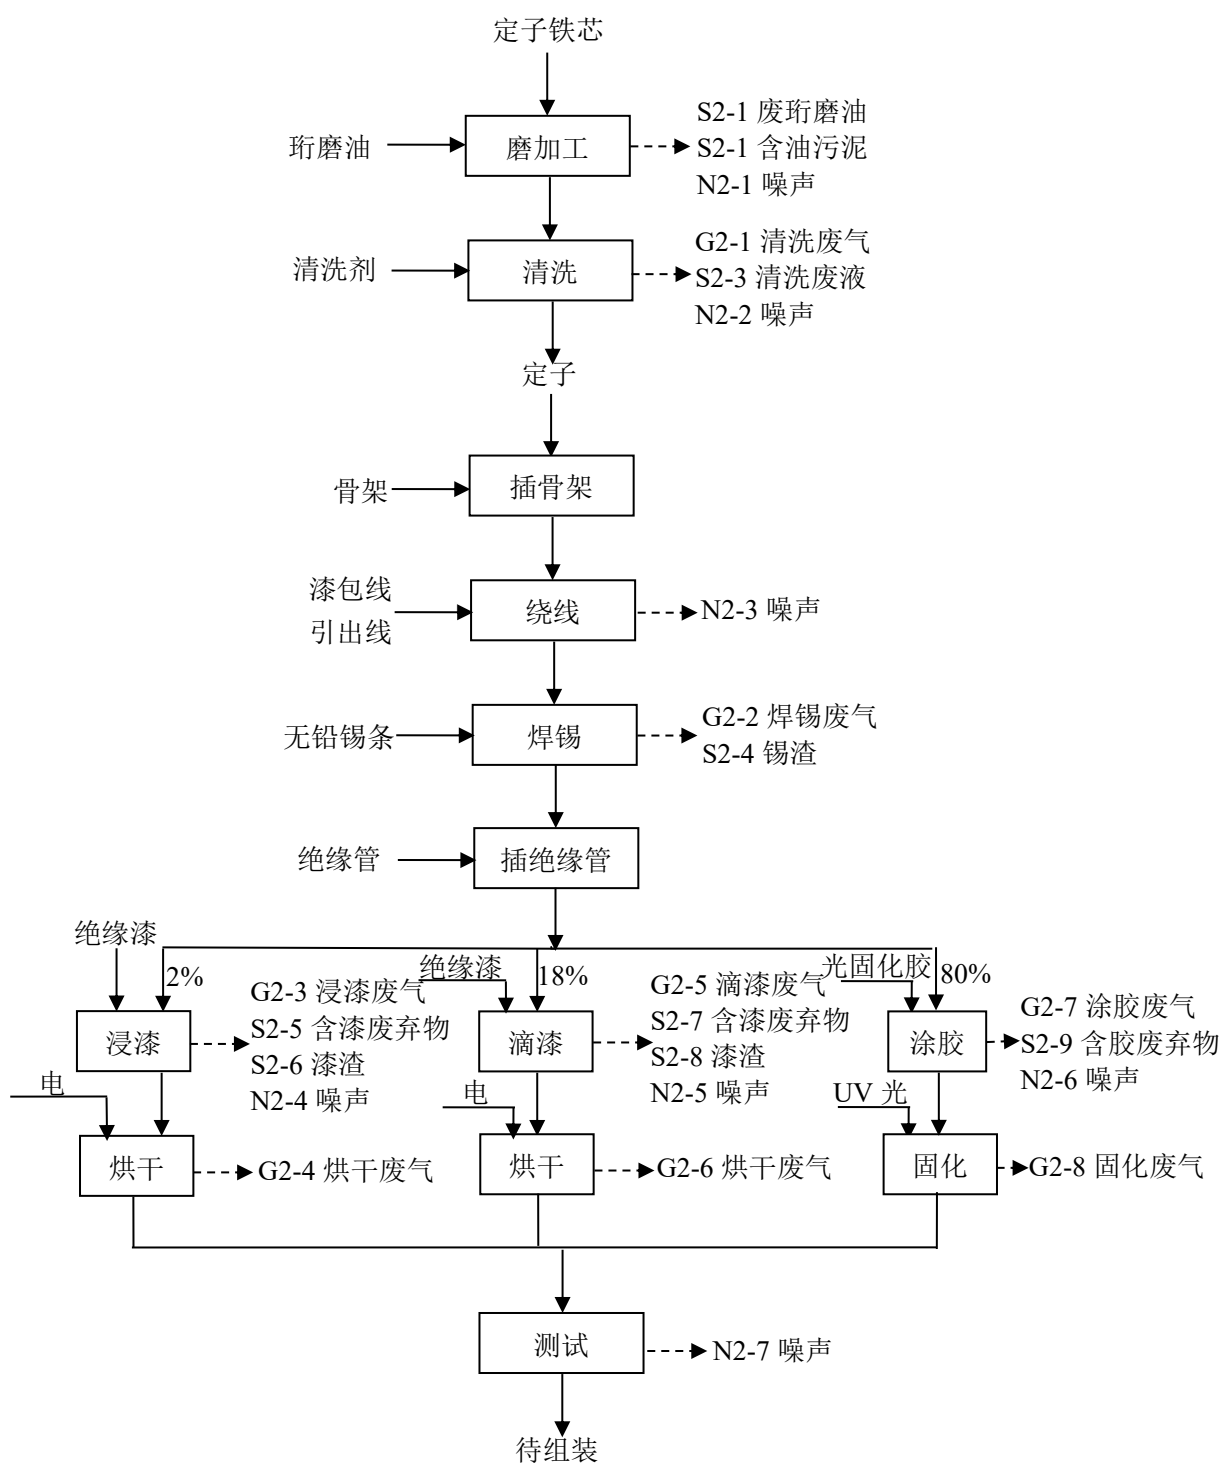 定子铁芯
珩磨油
磨加工
S2-1 废珩磨油
S2-1 含油污泥
N2-1 噪声
清洗剂
清洗
G2-1 清洗废气
S2-3 清洗废液
N2-2 噪声
定子
骨架
插骨架
漆包线
引出线
绕线
N2-3 噪声
无铅锡条
焊锡
G2-2 焊锡废气
S2-4 锡渣
绝缘管
插绝缘管
绝缘漆
2%
浸漆
G2-3 浸漆废气
S2-5 含漆废弃物
S2-6 漆渣
N2-4 噪声
绝缘漆
18%
滴漆
G2-5 滴漆废气
S2-7 含漆废弃物
S2-8 漆渣
N2-5 噪声
光固化胶
80%
涂胶
G2-7 涂胶废气
S2-9 含胶废弃物
N2-6 噪声
电
烘干
G2-4 烘干废气
电
烘干
G2-6 烘干废气
UV 光
固化
G2-8 固化废气
测试
N2-7 噪声
待组装